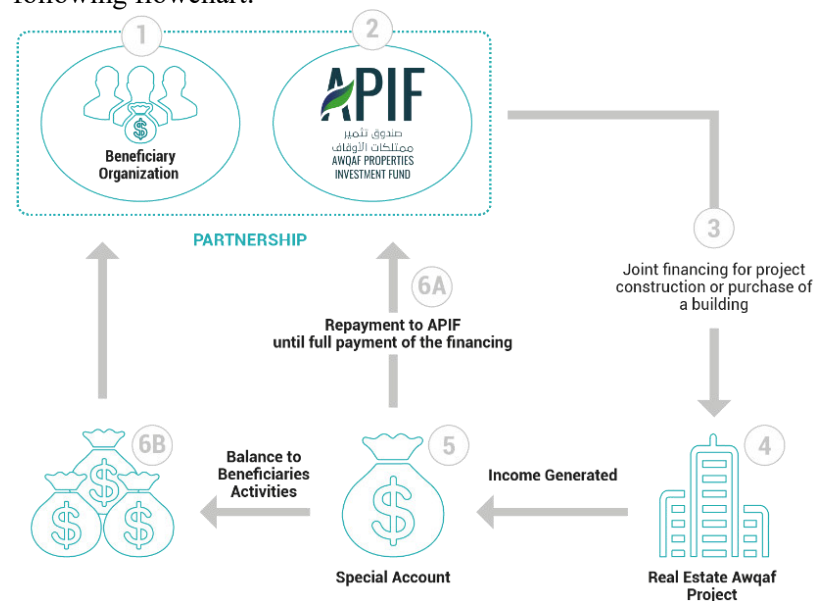 following flowchart:
1
2
APIF
صندوق تثمير
ممتلكات الأوقاف
AWQAF PROPERTIES
INVESTMENT FUND
Beneficiary
Organization
PARTNERSHIP
3
Joint financing for project
construction or purchase of
a building
6A
Repayment to APIF
until full payment of the financing
6B
Balance to
Beneficiaries
Activities
5
Income Generated
4
$
$
$
$
$
Special Account
Real Estate Awqaf
Project